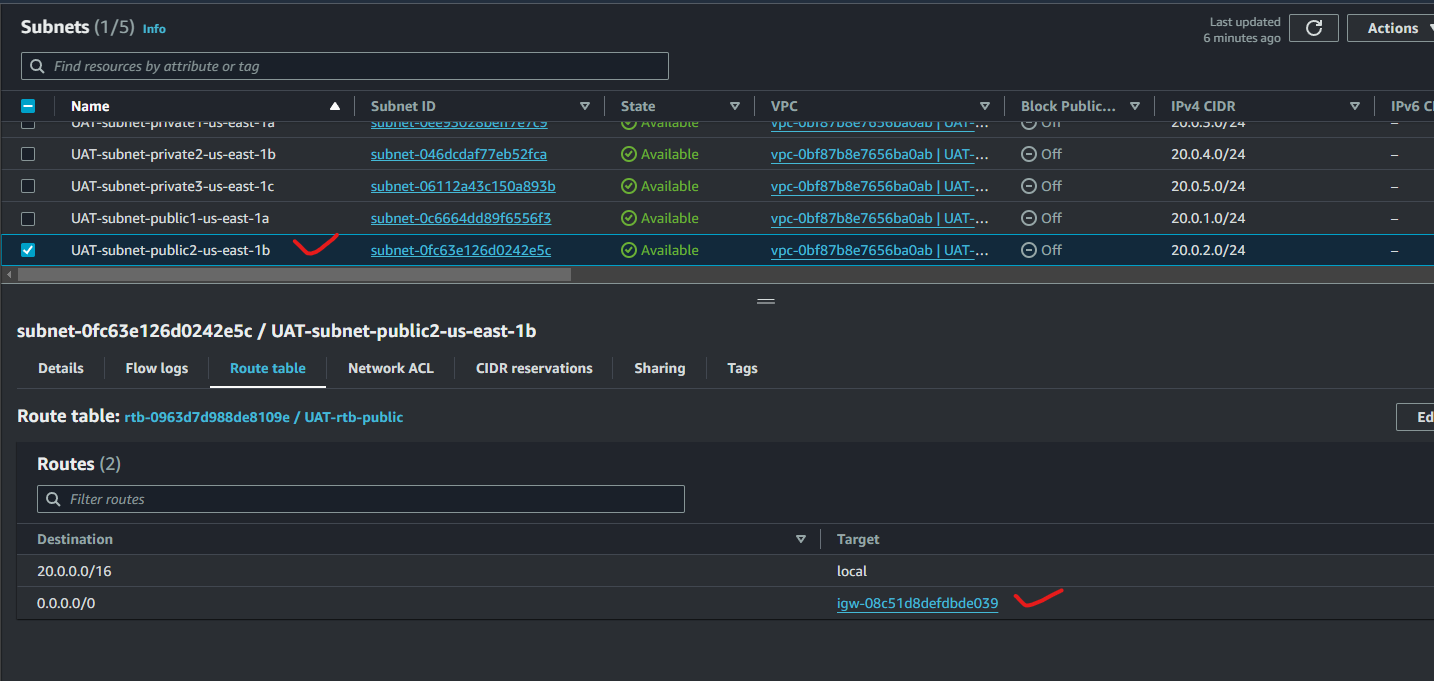 Subnets (1/5) Info
Last updated
6 minutes ago
Actions
Find resources by attribute or tag
Name Subnet ID State VPC Block Public... IPv4 CIDR IPv6 CI
UAT-subnet-private1-us-east-1a subnet-0ee93028beff7e7c9 Available vpc-0bf87b8e7656ba0ab | UAT-... Off 20.0.3.0/24 –
UAT-subnet-private2-us-east-1b subnet-046dcdaf77eb52fca Available vpc-0bf87b8e7656ba0ab | UAT-... Off 20.0.4.0/24 –
UAT-subnet-private3-us-east-1c subnet-06112a43c150a893b Available vpc-0bf87b8e7656ba0ab | UAT-... Off 20.0.5.0/24 –
UAT-subnet-public1-us-east-1a subnet-0c6664dd89f6556f3 Available vpc-0bf87b8e7656ba0ab | UAT-... Off 20.0.1.0/24 –
UAT-subnet-public2-us-east-1b subnet-0fc63e126d0242e5c Available vpc-0bf87b8e7656ba0ab | UAT-... Off 20.0.2.0/24 –
subnet-0fc63e126d0242e5c / UAT-subnet-public2-us-east-1b
Details Flow logs Route table Network ACL CIDR reservations Sharing Tags
Route table: rtb-0963d7d988de8109e / UAT-rtb-public
Ed
Routes (2)
Filter routes
Destination Target
20.0.0.0/16 local
0.0.0.0/0 igw-08c51d8defdbde039